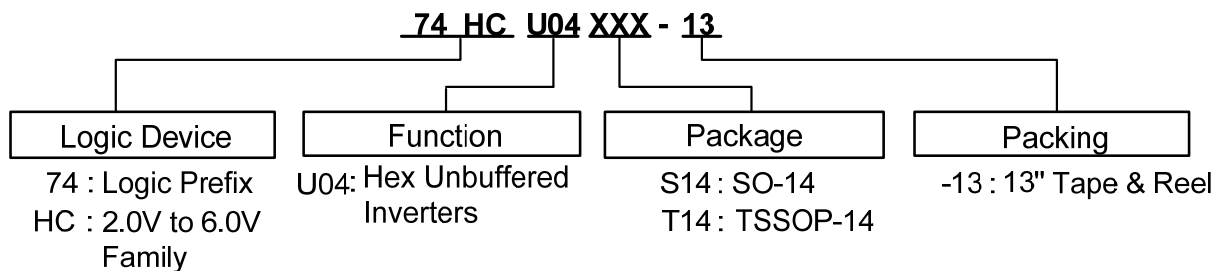 74 HC U04 XXX - 13
Logic Device
74 : Logic Prefix
HC : 2.0V to 6.0V
Family
Function
U04: Hex Unbuffered
Inverters
Package
S14 : SO-14
T14 : TSSOP-14
Packing
-13 : 13" Tape & Reel